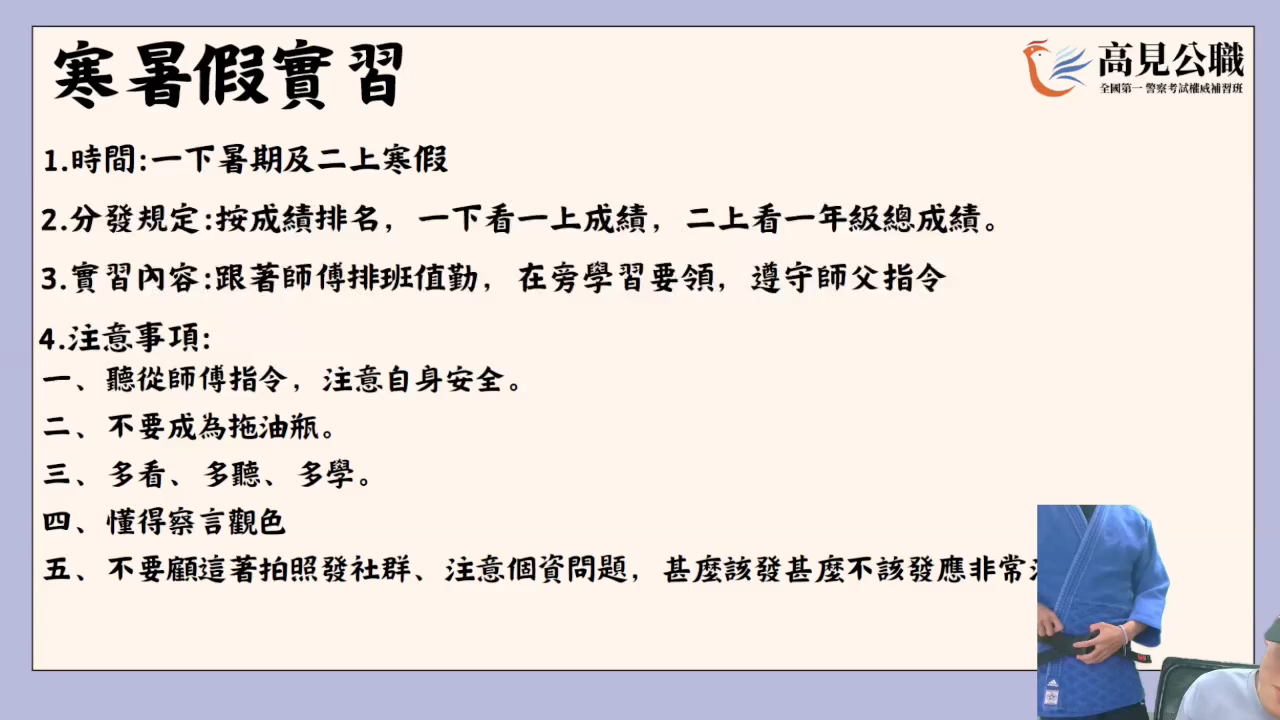 寒暑假實習
高見公職
全國第一 警察考試權威補習班
1.時間:一下暑期及二上寒假
2.分發規定:按成績排名，一下看一上成績，二上看一年級總成績。
3.實習內容:跟著師傅排班值勤，在旁學習要領，遵守師父指令
4.注意事項:
一、聽從師傅指令，注意自身安全。
二、不要成為拖油瓶。
三、多看、多聽、多學。
四、懂得察言觀色
五、不要顧這著拍照發社群、注意個資問題，甚麼該發甚麼不該發應非常